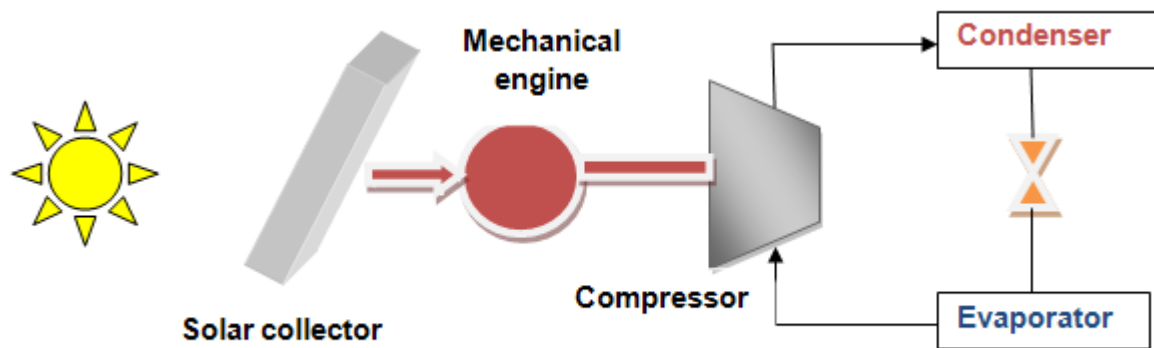 Mechanical
engine
Condenser
Compressor
Evaporator
Solar collector